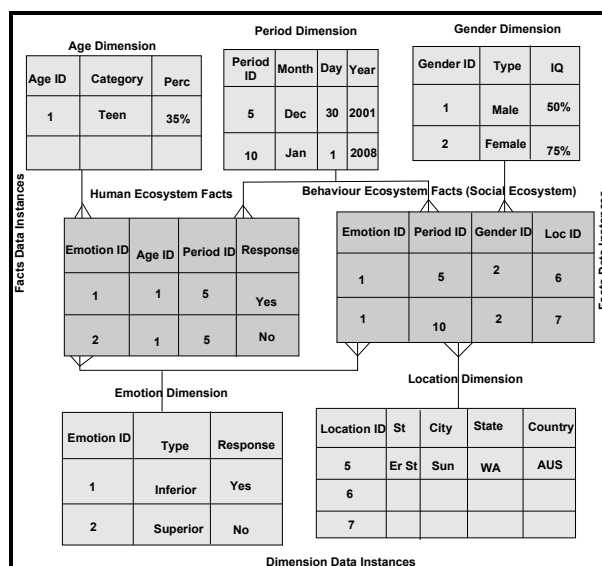 Age Dimension
Age ID Category Perc
1 Teen 35%
Period Dimension
Period ID Month Day Year
5 Dec 30 2001
10 Jan 1 2008
Gender Dimension
Gender ID Type IQ
1 Male 50%
2 Female 75%
Facts Data Instances
Human Ecosystem Facts
Emotion ID Age ID Period ID Response
1 1 5 Yes
2 1 5 No
Behaviour Ecosystem Facts (Social Ecosystem)
Emotion ID Period ID Gender ID Loc ID
1 5 2 6
1 10 2 7
Facts Data Instances
Emotion Dimension
Emotion ID Type Response
1 Inferior Yes
2 Superior No
Location Dimension
Location ID St City State Country
5 Er St Sun WA AUS
6
7
Dimension Data Instances